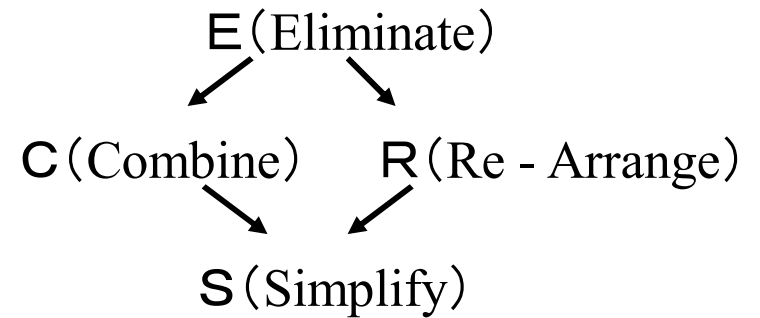 E(Eliminate)
C(Combine) R(Re - Arrange)
S(Simplify)